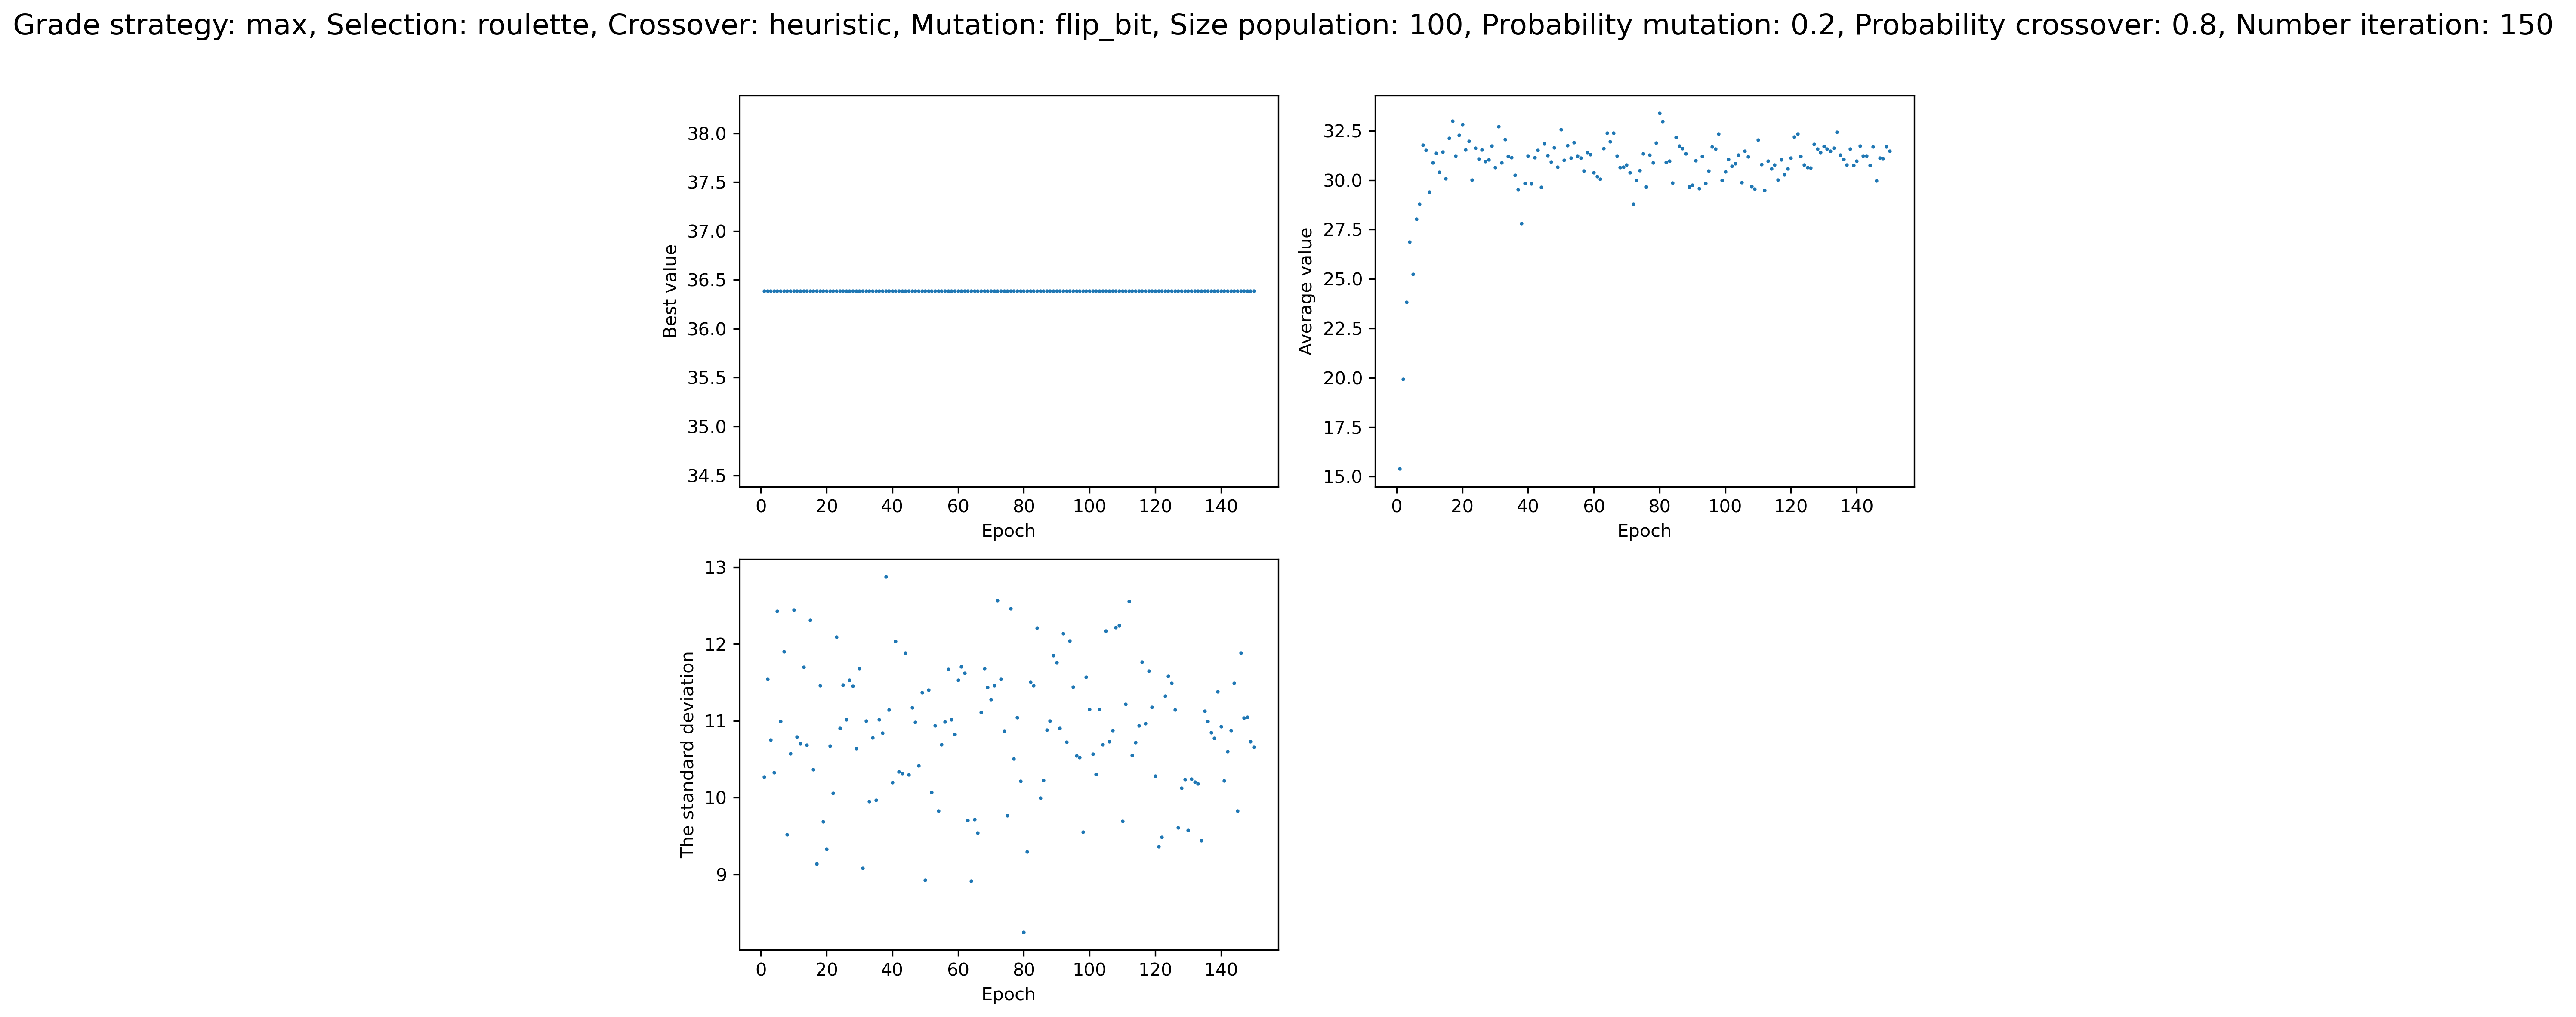 Grade strategy: max, Selection: roulette, Crossover: heuristic, Mutation: flip_bit, Size population: 100, Probability mutation: 0.2, Probability crossover: 0.8, Number iteration: 150
38.0
37.5
37.0
36.5
36.0
35.5
35.0
34.5
Best value
0 20 40 60 80 100 120 140
Epoch
32.5
30.0
27.5
25.0
22.5
20.0
17.5
15.0
Average value
0 20 40 60 80 100 120 140
Epoch
13
12
11
10
9
The standard deviation
0 20 40 60 80 100 120 140
Epoch